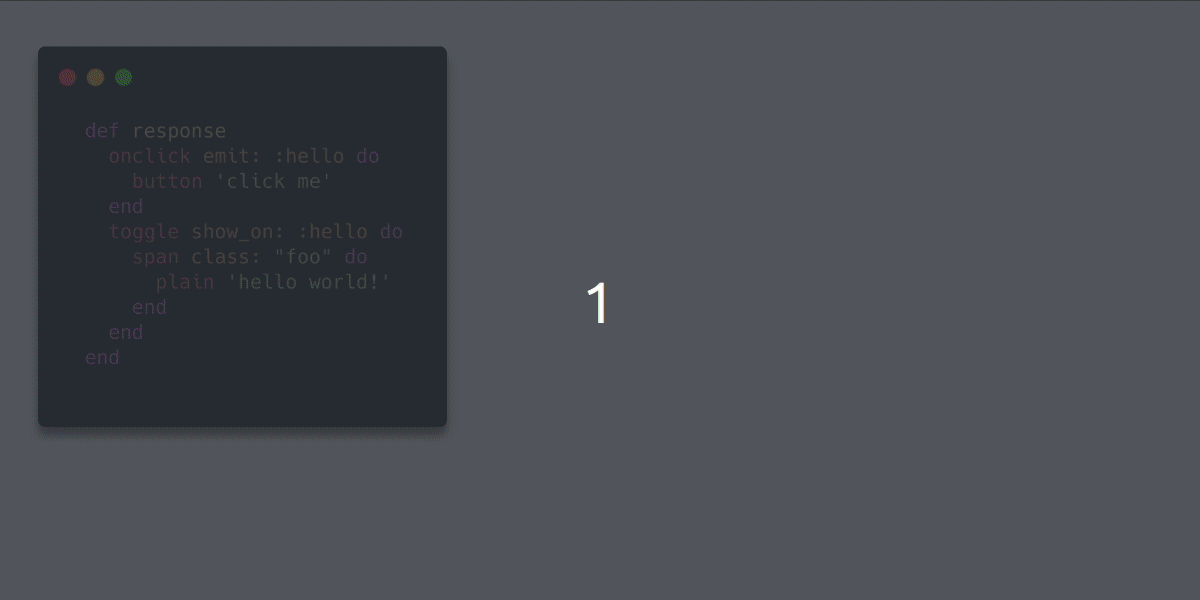 def response
  onclick emit: :hello do
    button 'click me'
  end
  toggle show_on: :hello do
    span class: "foo" do
      plain 'hello world!'
    end
  end
end
1